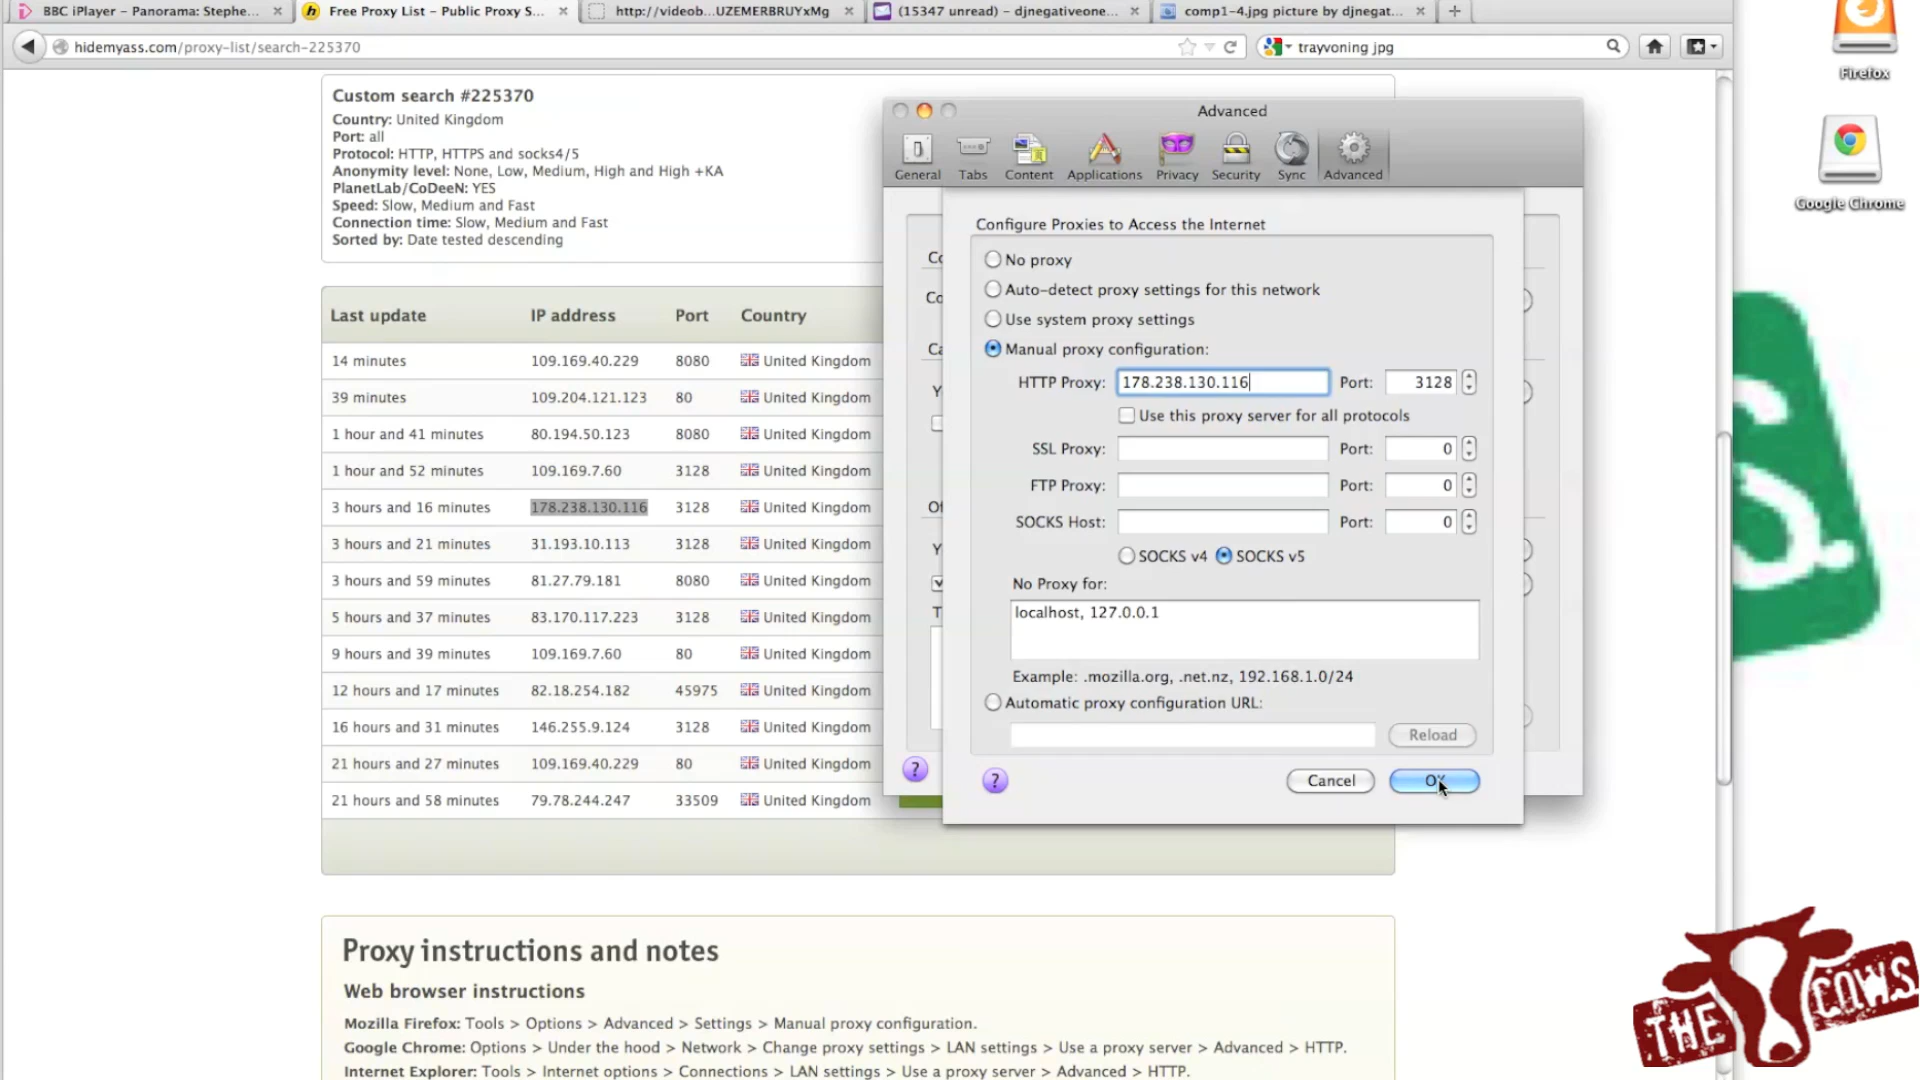 BBC iPlayer – Panorama: Stephe...
Free Proxy List – Public Proxy S...
http://videob...UZEMERBRUYxMg
(15347 unread) – djnegativeone...
comp1-4.jpg picture by djnegat...
hidemyass.com/proxy-list/search-225370
trayvoning jpg
Firefox
Google Chrome
Custom search #225370
Country: United Kingdom
Port: all
Protocol: HTTP, HTTPS and socks4/5
Anonymity level: None, Low, Medium, High and High +KA
PlanetLab/CoDeeN: YES
Speed: Slow, Medium and Fast
Connection time: Slow, Medium and Fast
Sorted by: Date tested descending
Last update IP address Port Country
14 minutes 109.169.40.229 8080 United Kingdom
39 minutes 109.204.121.123 80 United Kingdom
1 hour and 41 minutes 80.194.50.123 8080 United Kingdom
1 hour and 52 minutes 109.169.7.60 3128 United Kingdom
3 hours and 16 minutes 178.238.130.116 3128 United Kingdom
3 hours and 21 minutes 31.193.10.113 3128 United Kingdom
3 hours and 59 minutes 81.27.79.181 8080 United Kingdom
5 hours and 37 minutes 83.170.117.223 3128 United Kingdom
9 hours and 39 minutes 109.169.7.60 80 United Kingdom
12 hours and 17 minutes 82.18.254.182 45975 United Kingdom
16 hours and 31 minutes 146.255.9.124 3128 United Kingdom
21 hours and 27 minutes 109.169.40.229 80 United Kingdom
21 hours and 58 minutes 79.78.244.247 33509 United Kingdom
Advanced
General Tabs Content Applications Privacy Security Sync Advanced
Co
Co
Ca
Y
Of
Y
T
Configure Proxies to Access the Internet
No proxy
Auto-detect proxy settings for this network
Use system proxy settings
Manual proxy configuration:
HTTP Proxy: 178.238.130.116 Port: 3128
Use this proxy server for all protocols
SSL Proxy: Port: 0
FTP Proxy: Port: 0
SOCKS Host: Port: 0
SOCKS v4 SOCKS v5
No Proxy for:
localhost, 127.0.0.1
Example: .mozilla.org, .net.nz, 192.168.1.0/24
Automatic proxy configuration URL:
Reload
? ? Cancel OK
Proxy instructions and notes
Web browser instructions
Mozilla Firefox: Tools > Options > Advanced > Settings > Manual proxy configuration.
Google Chrome: Options > Under the hood > Network > Change proxy settings > LAN settings > Use a proxy server > Advanced > HTTP.
Internet Explorer: Tools > Internet options > Connections > LAN settings > Use a proxy server > Advanced > HTTP.
S.
THE COWS